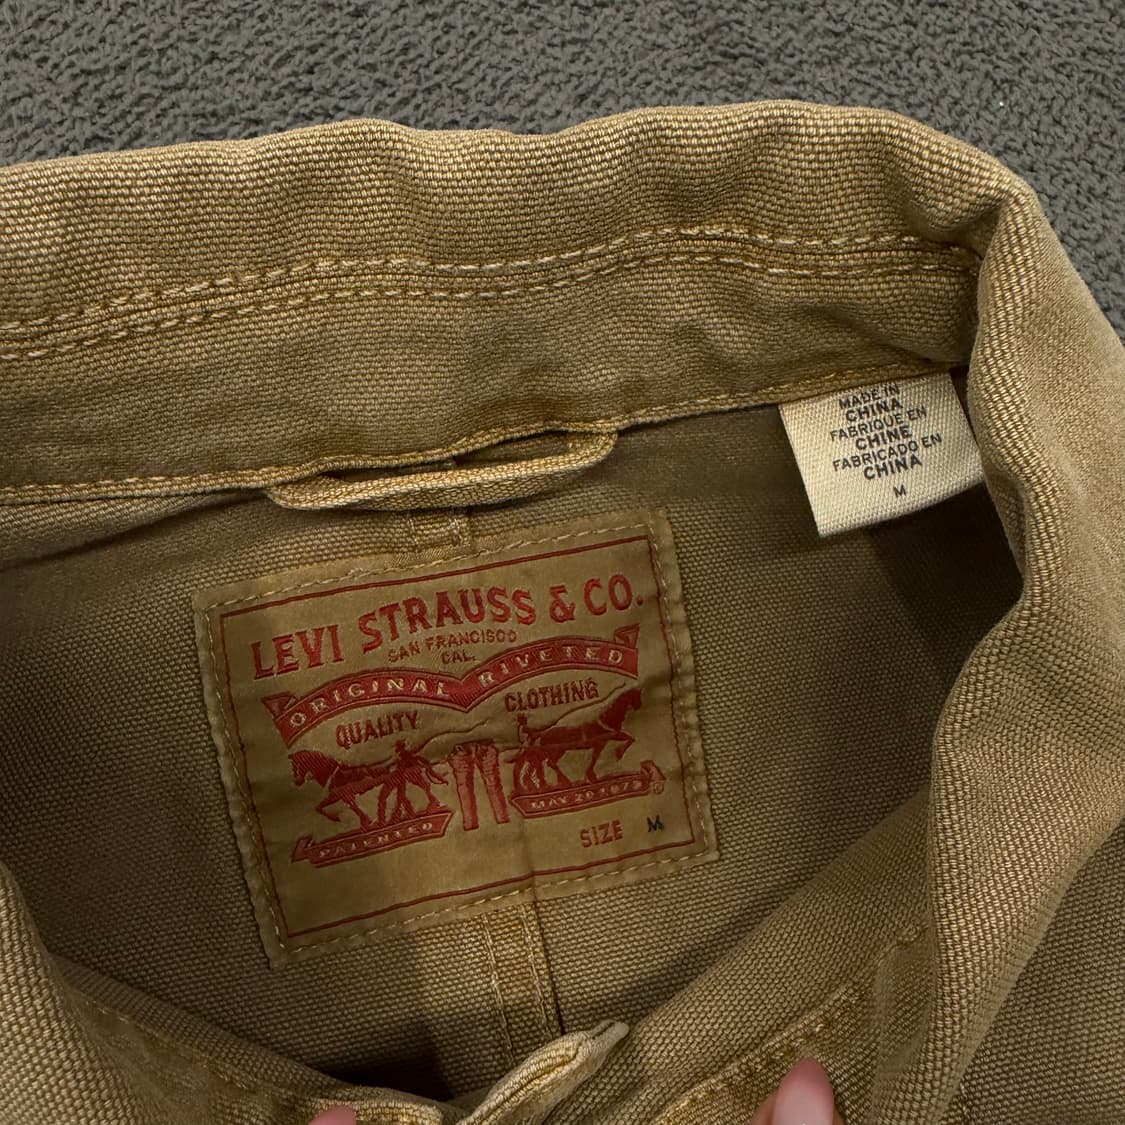 MADE IN
CHINA
FABRIQUE EN
CHINE
FABRICADO EN
CHINA
M
LEVI STRAUSS & CO.
SAN FRANCISCO
CAL.
ORIGINAL RIVETED
QUALITY CLOTHING
PATENTED MAY 20 1873
SIZE M